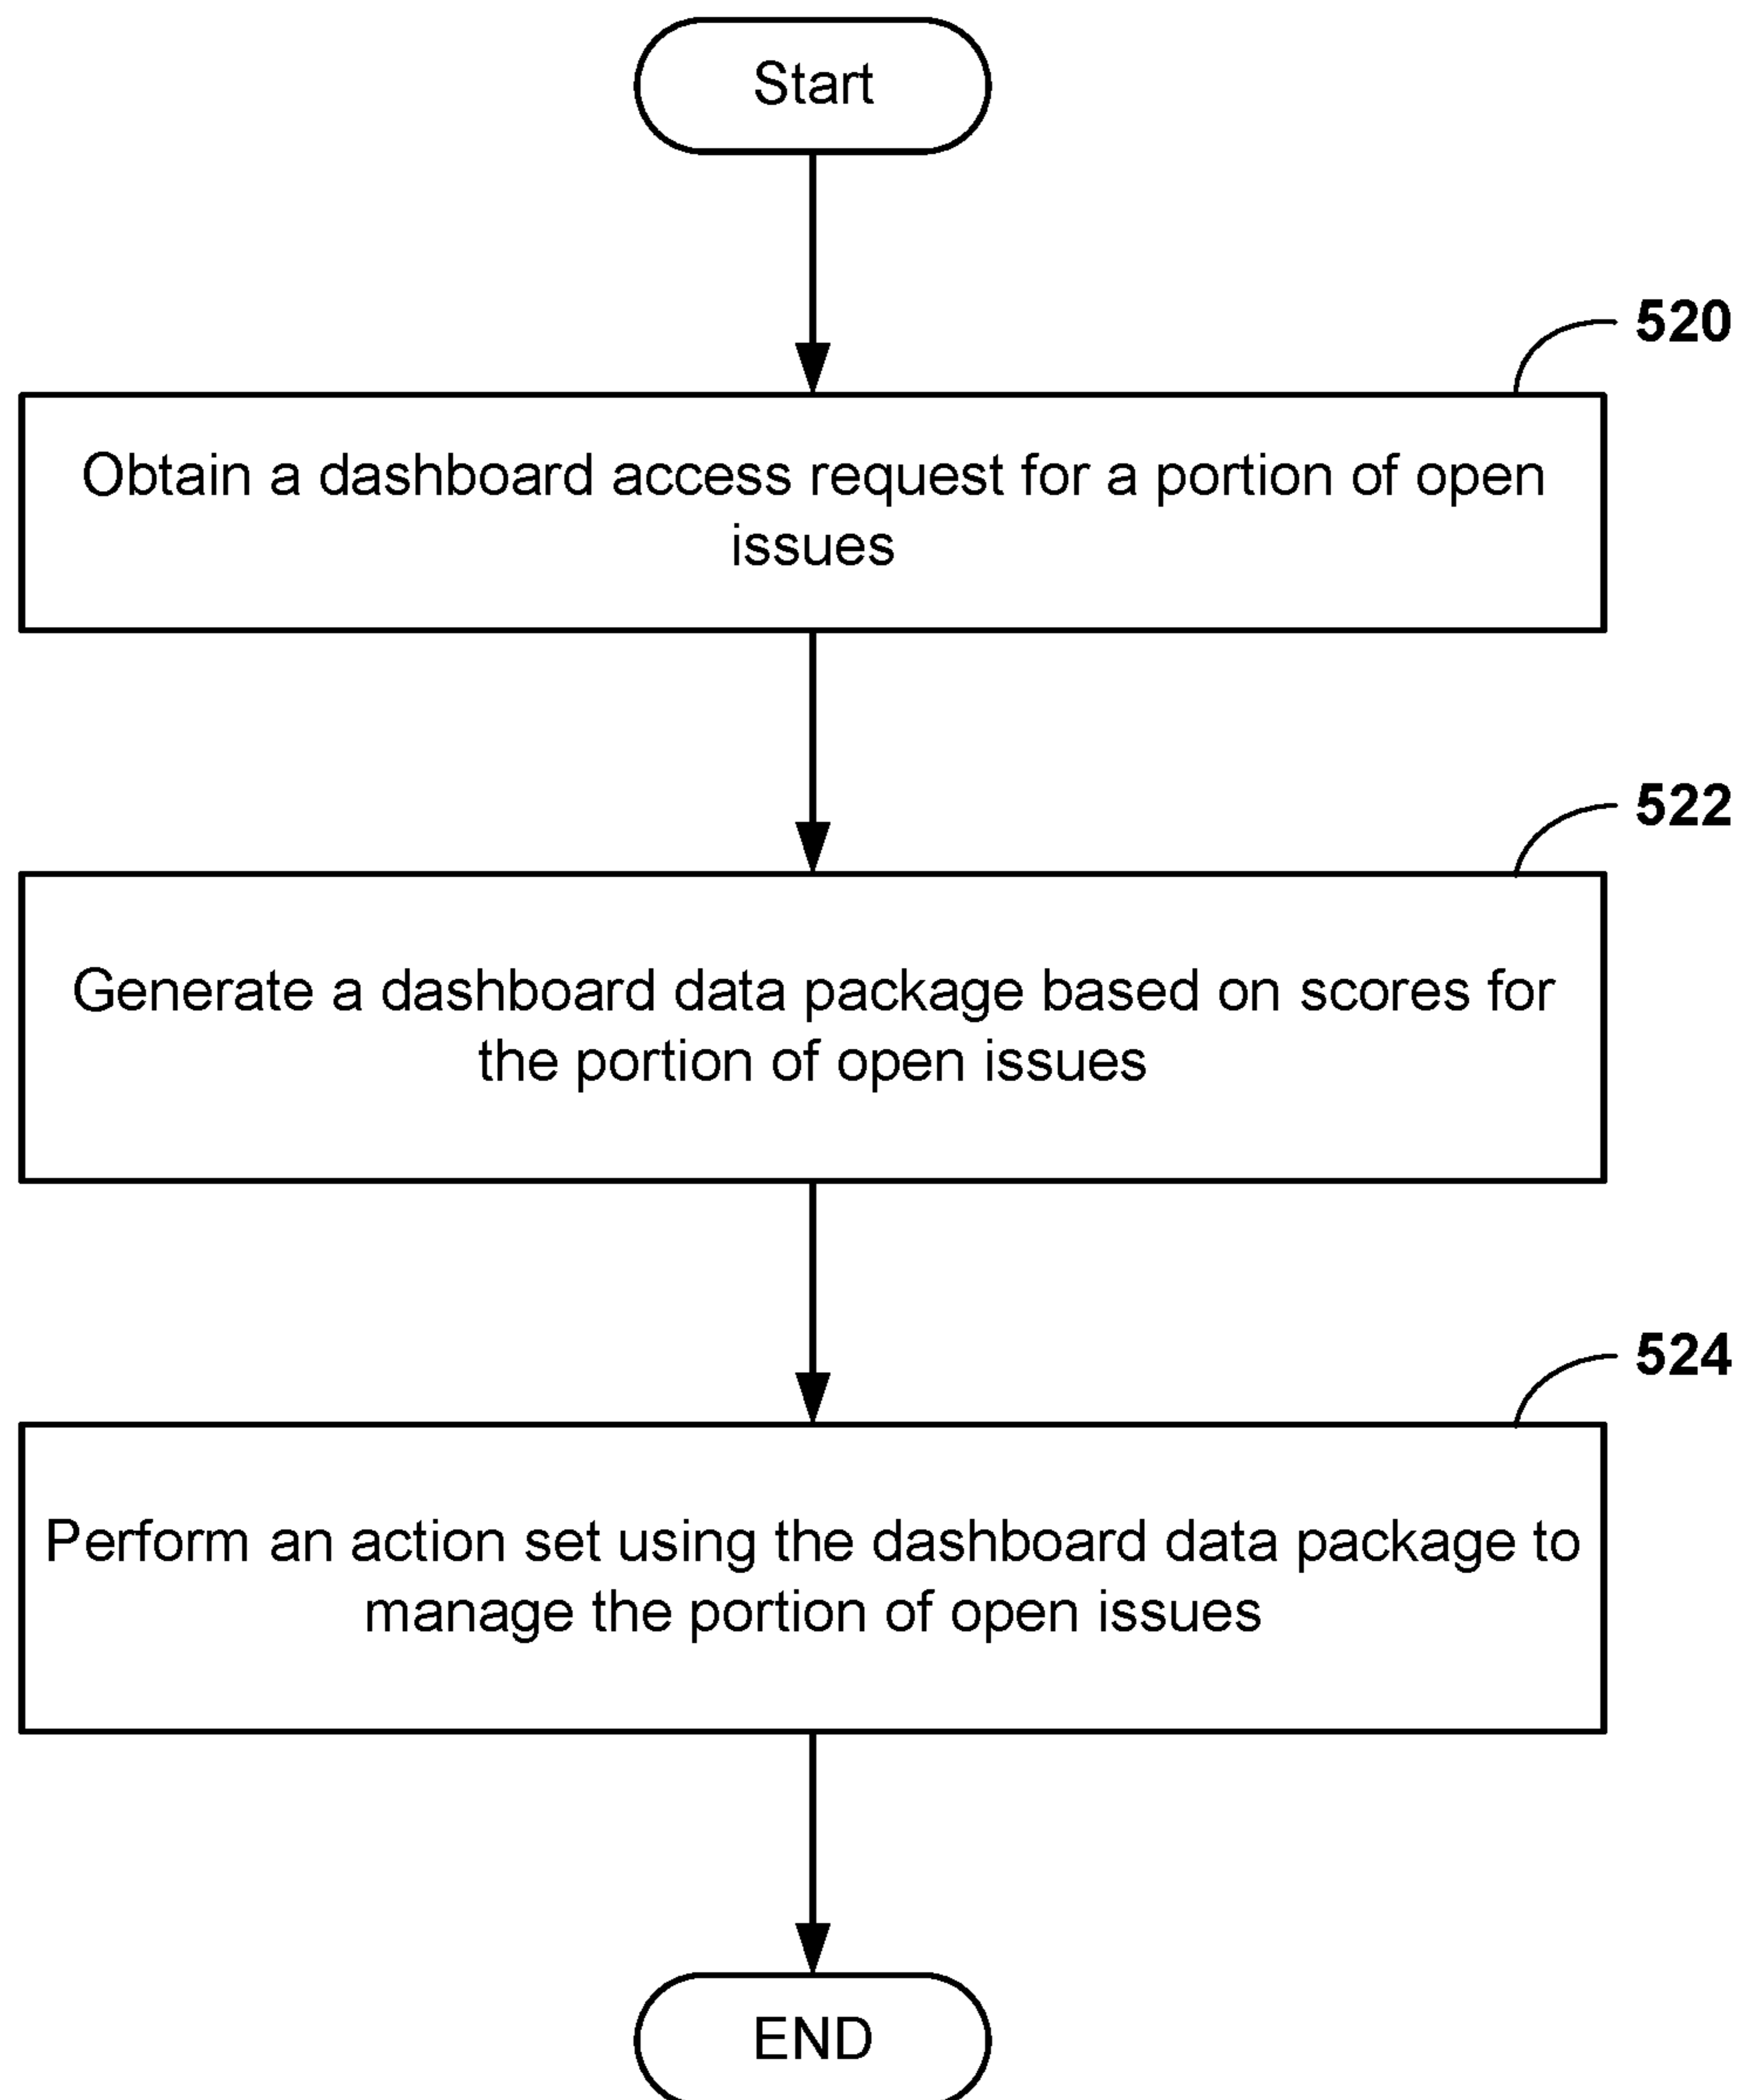 Start
520
Obtain a dashboard access request for a portion of open
issues
522
Generate a dashboard data package based on scores for
the portion of open issues
524
Perform an action set using the dashboard data package to
manage the portion of open issues
END